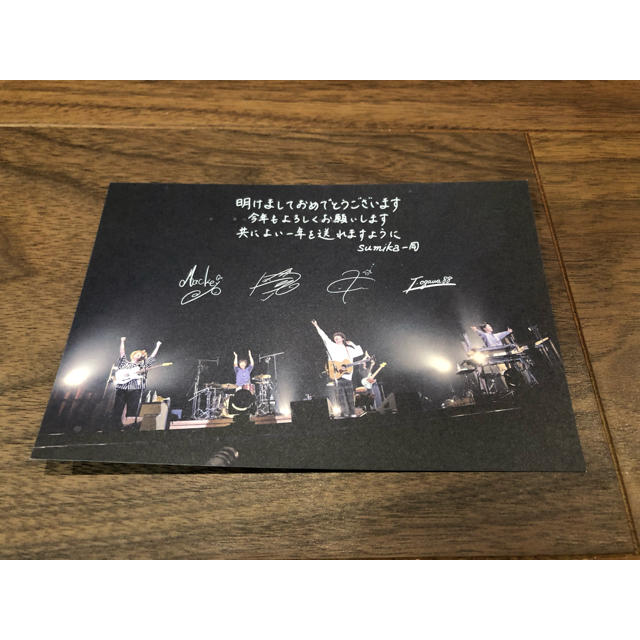 明けましておめでとうございます
今年もよろしくお願いします
共によい一年を送れますように
sumika一同
Ogawa88